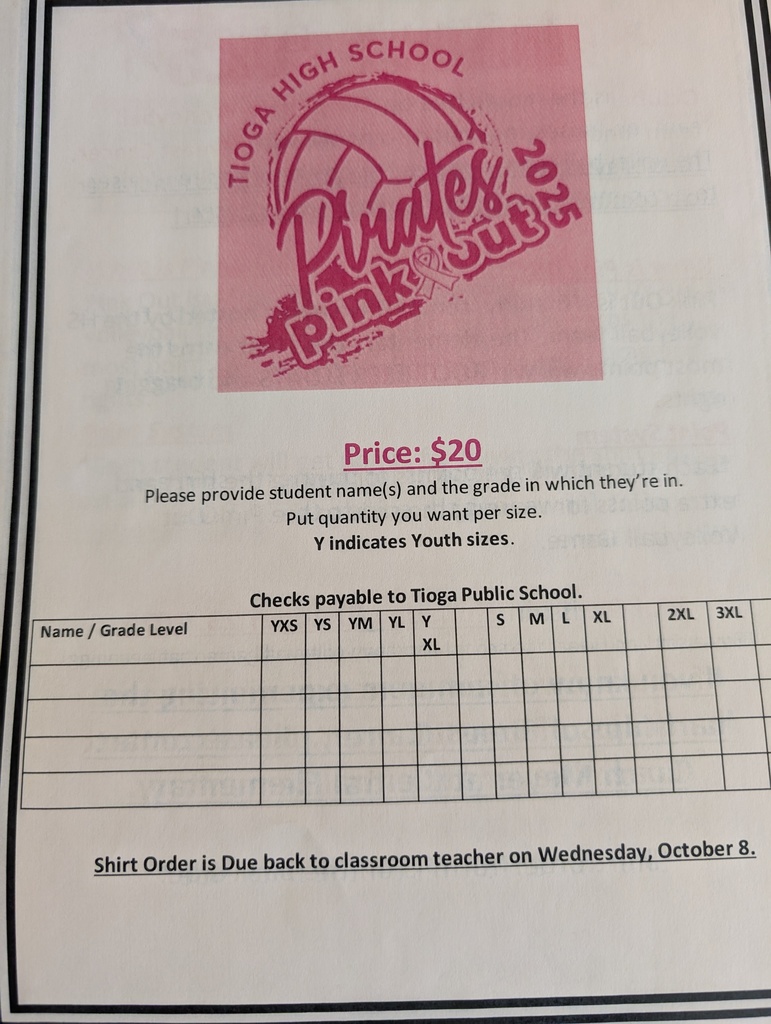 TIOGA HIGH SCHOOL
Pirates
2025
pink out
Price: $20
Please provide student name(s) and the grade in which they're in.
Put quantity you want per size.
Y indicates Youth sizes.
Checks payable to Tioga Public School.
Name / Grade Level YXS YS YM YL Y XL S M L XL 2XL 3XL
Shirt Order is Due back to classroom teacher on Wednesday, October 8.